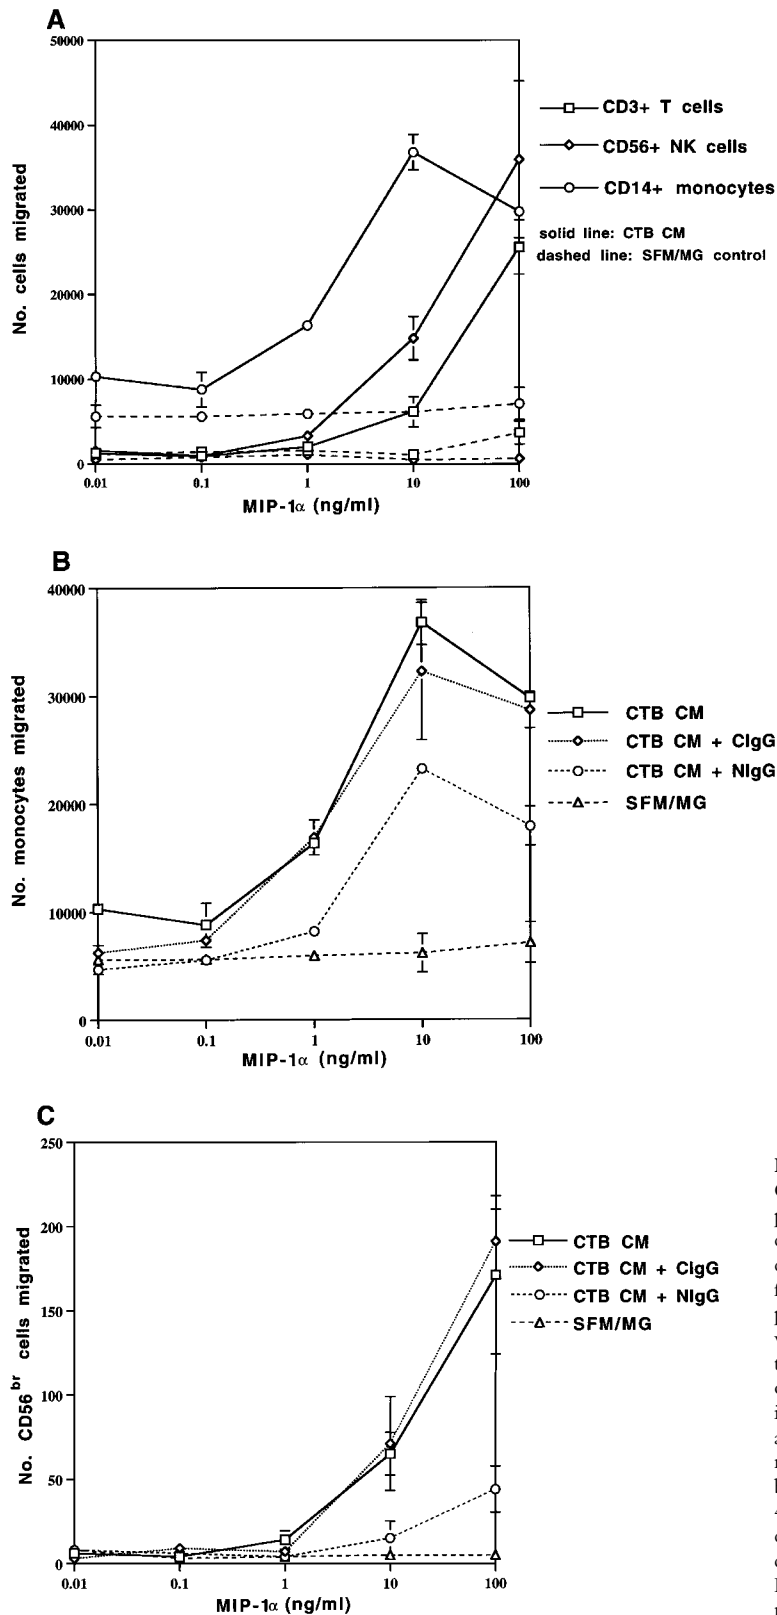 A
50000
40000
30000
20000
10000
0
No. cells migrated
0.01 0.1 1 10 100
MIP-1α (ng/ml)
CD3+ T cells
CD56+ NK cells
CD14+ monocytes
solid line: CTB CM
dashed line: SFM/MG control
B
40000
30000
20000
10000
0
No. monocytes migrated
0.01 0.1 1 10 100
MIP-1α (ng/ml)
CTB CM
CTB CM + CIgG
CTB CM + NIgG
SFM/MG
C
250
200
150
100
50
0
No. CD56br cells migrated
0.01 0.1 1 10 100
MIP-1α (ng/ml)
CTB CM
CTB CM + CIgG
CTB CM + NIgG
SFM/MG